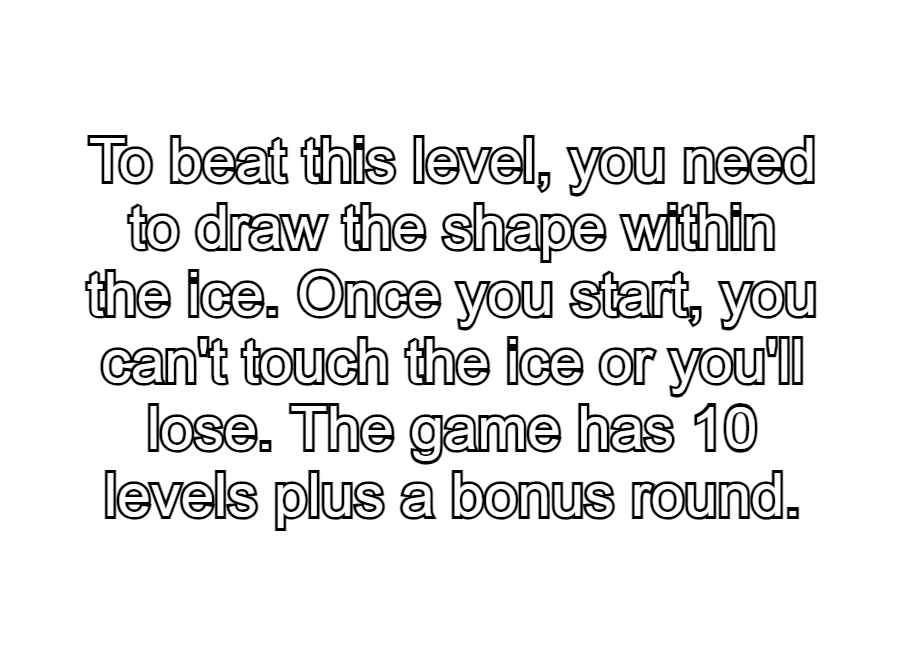 To beat this level, you need
to draw the shape within
the ice. Once you start, you
can't touch the ice or you'll
lose. The game has 10
levels plus a bonus round.